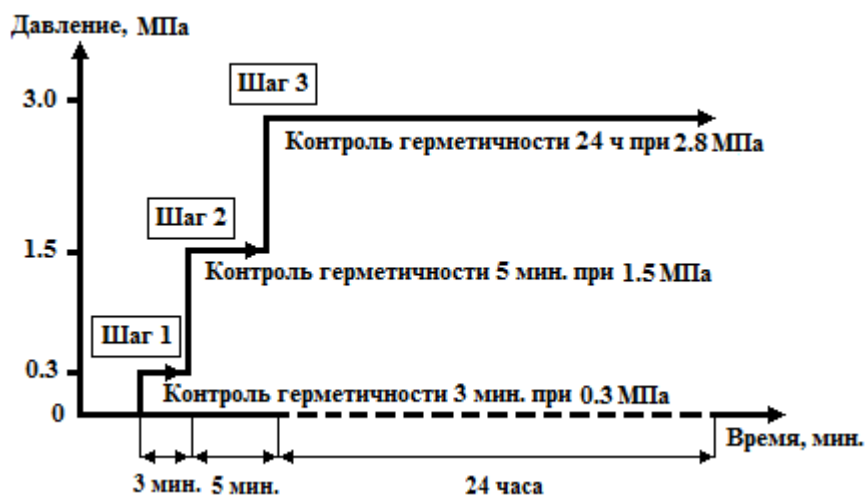 Давление, МПа
Шаг 3
3.0
Контроль герметичности 24 ч при 2.8 МПа
Шаг 2
1.5
Контроль герметичности 5 мин. при 1.5 МПа
Шаг 1
0.3
Контроль герметичности 3 мин. при 0.3 МПа
0
Время, мин.
3 мин. 5 мин. 24 часа